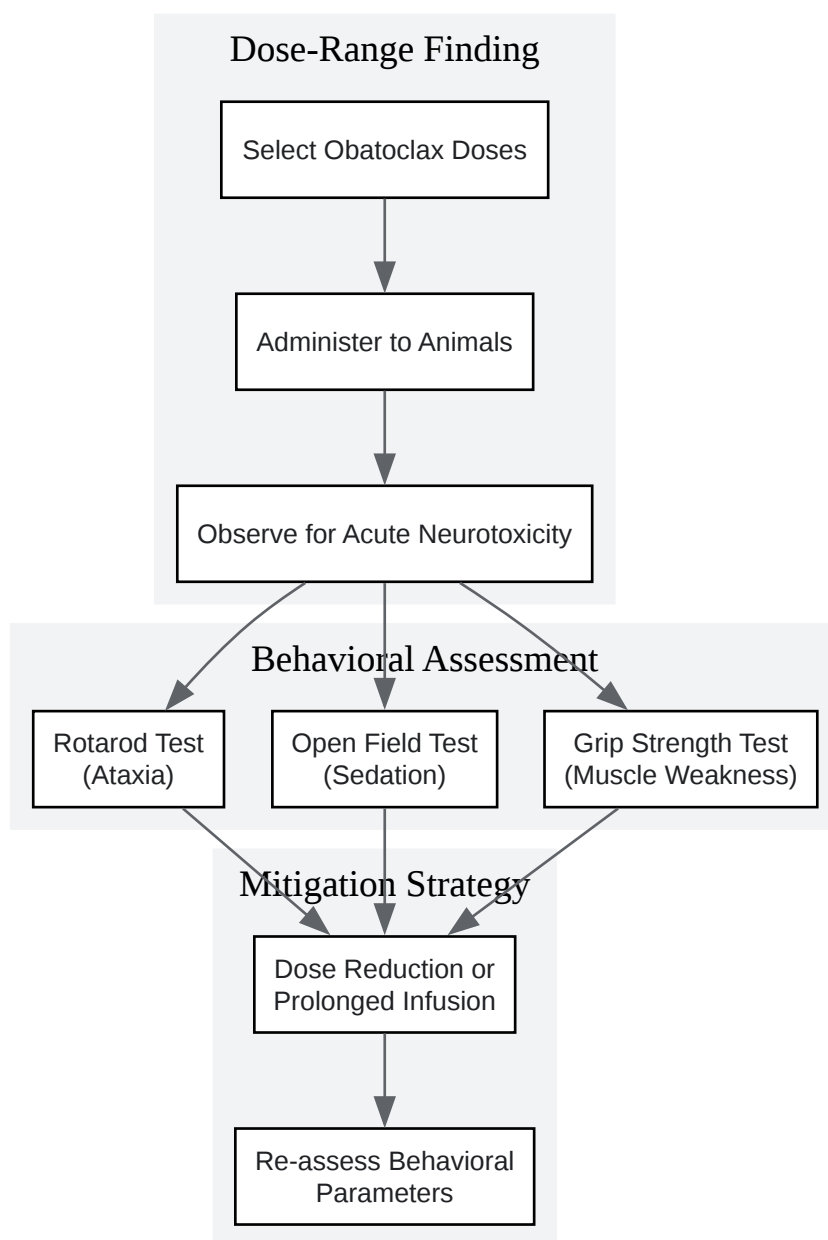 Dose-Range Finding
Select Obatoclax Doses
Administer to Animals
Observe for Acute Neurotoxicity
Behavioral Assessment
Rotarod Test
(Ataxia)
Open Field Test
(Sedation)
Grip Strength Test
(Muscle Weakness)
Mitigation Strategy
Dose Reduction or
Prolonged Infusion
Re-assess Behavioral
Parameters